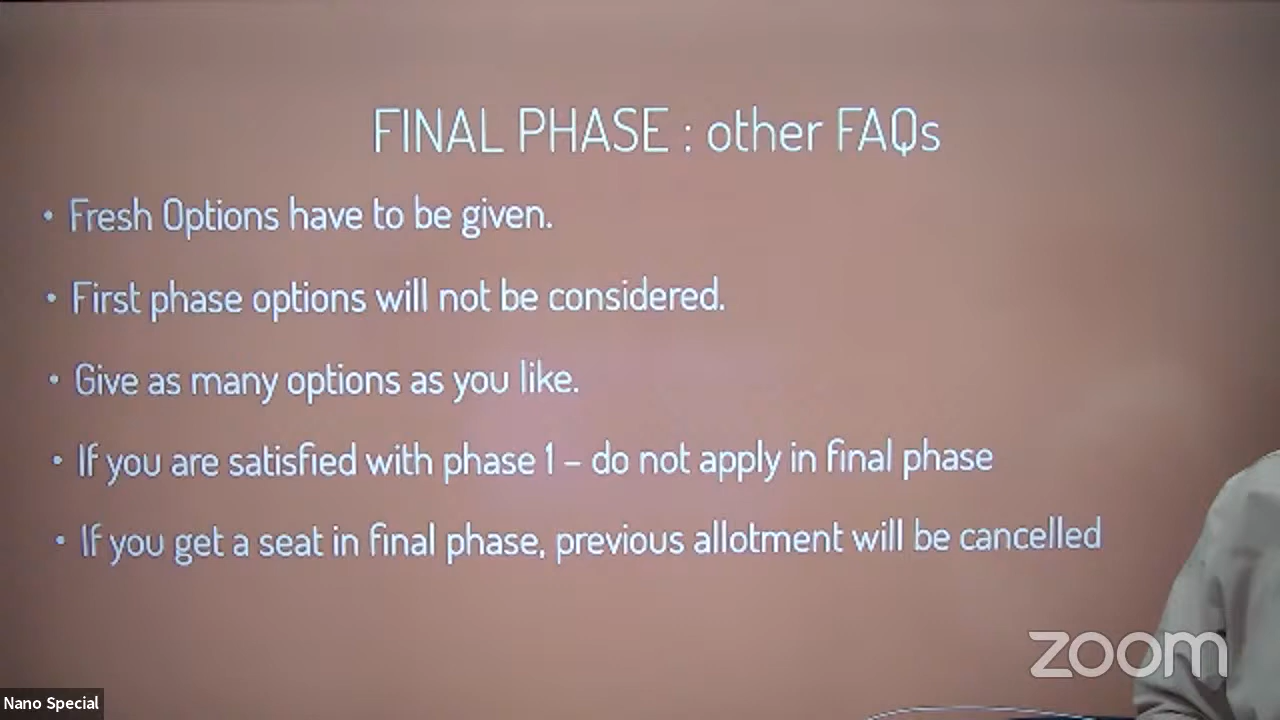 FINAL PHASE : other FAQs
• Fresh Options have to be given.
• First phase options will not be considered.
• Give as many options as you like.
• If you are satisfied with phase 1 – do not apply in final phase
• If you get a seat in final phase, previous allotment will be cancelled
zoom
Nano Special